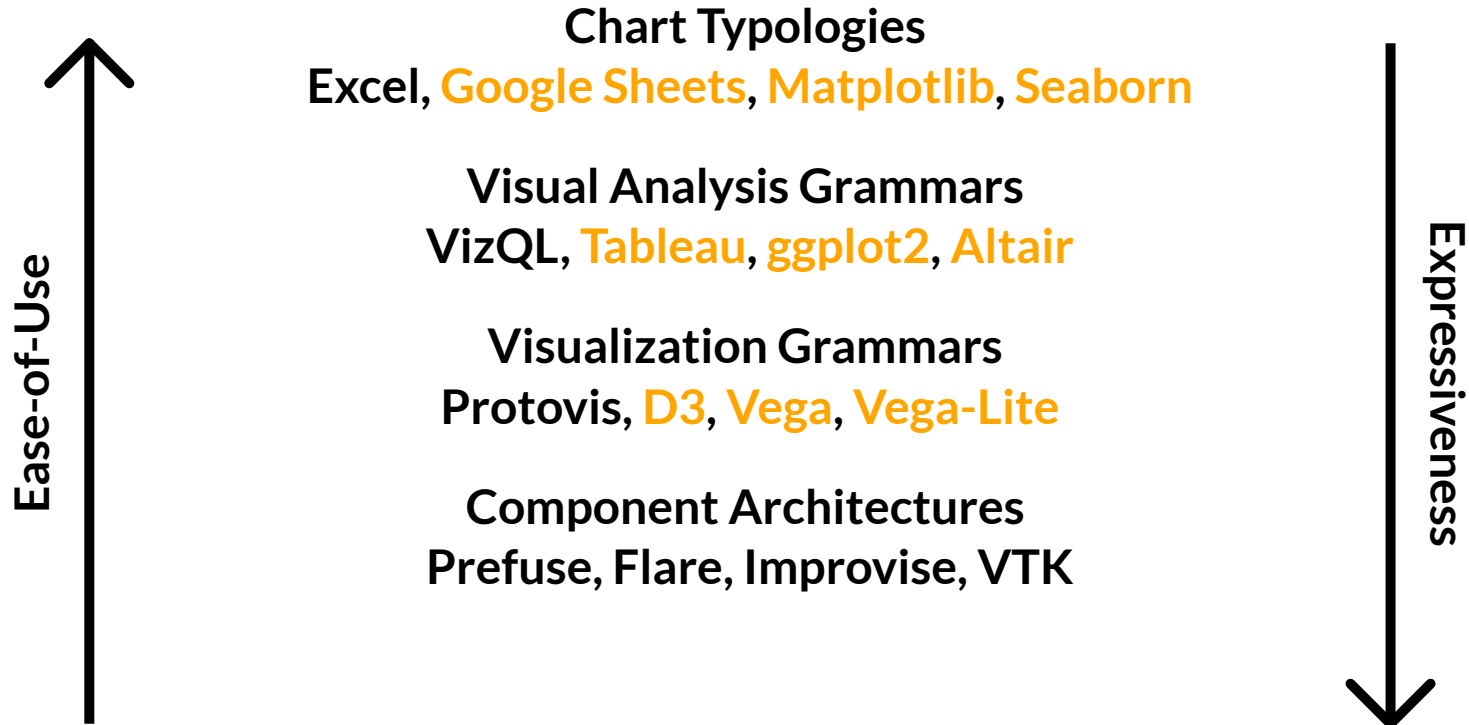 Chart Typologies
Excel, Google Sheets, Matplotlib, Seaborn
Visual Analysis Grammars
VizQL, Tableau, ggplot2, Altair
Visualization Grammars
Protovis, D3, Vega, Vega-Lite
Component Architectures
Prefuse, Flare, Improvise, VTK
Ease-of-Use
Expressiveness